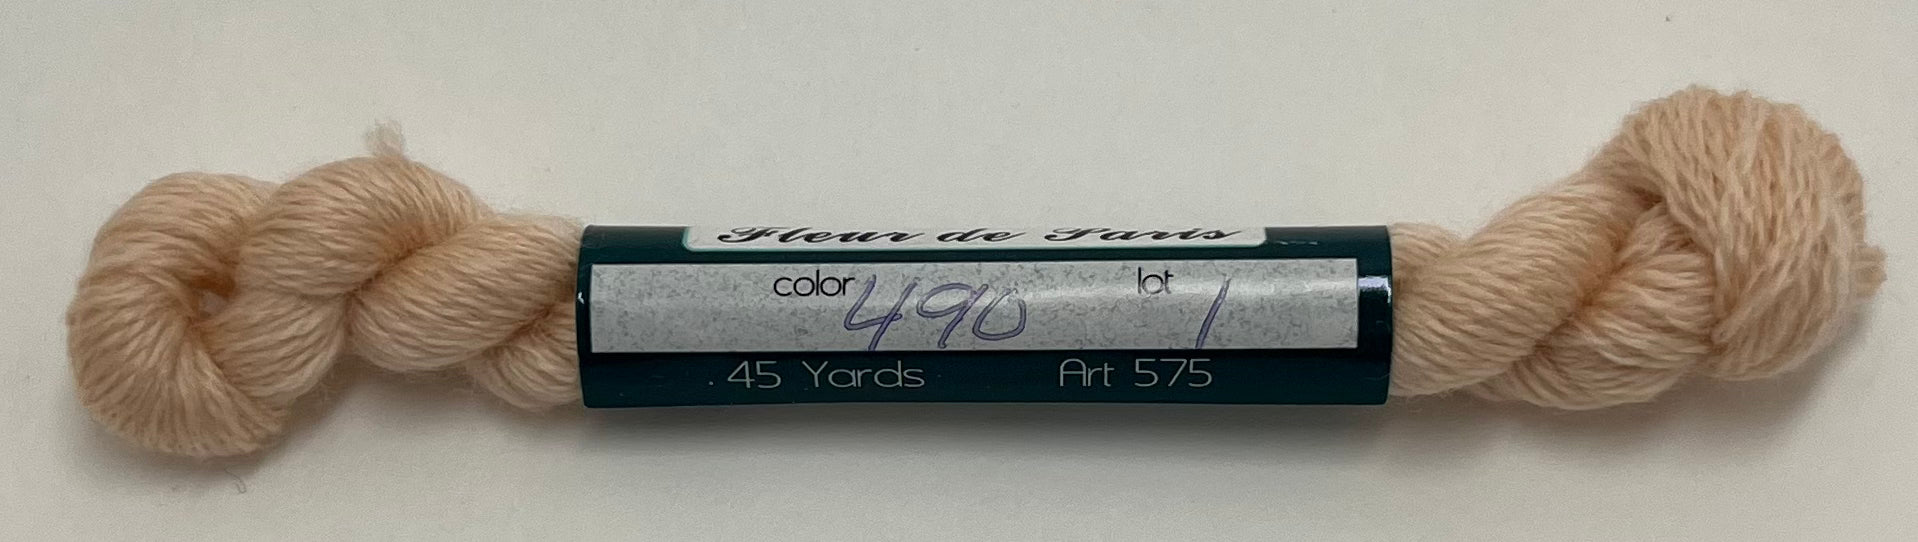 Fleur de Paris
color 490 lot 1
45 Yards Art 575